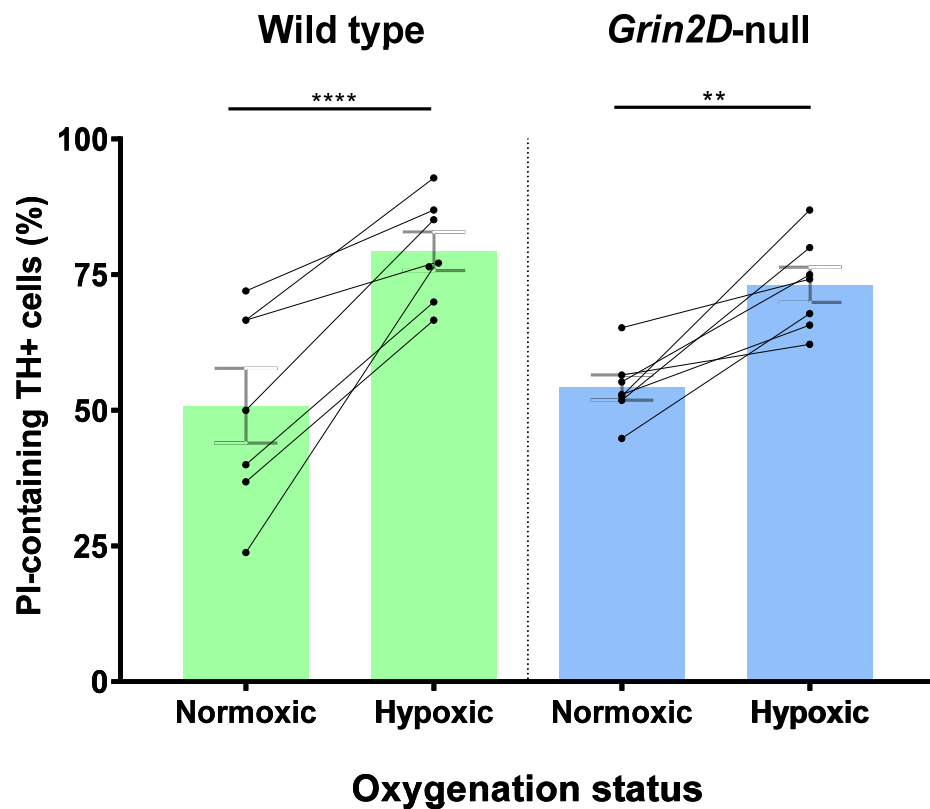 Wild type
Grin2D-null
****
**
PI-containing TH+ cells (%)
100
75
50
25
0
Normoxic
Hypoxic
Normoxic
Hypoxic
Oxygenation status